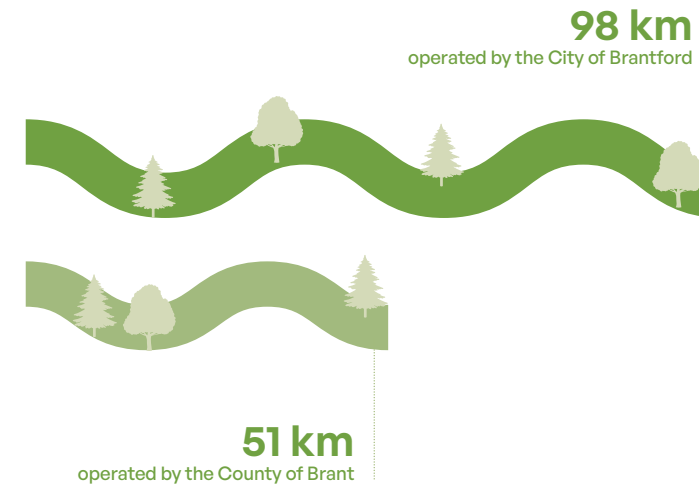 98 km
operated by the City of Brantford
51 km
operated by the County of Brant